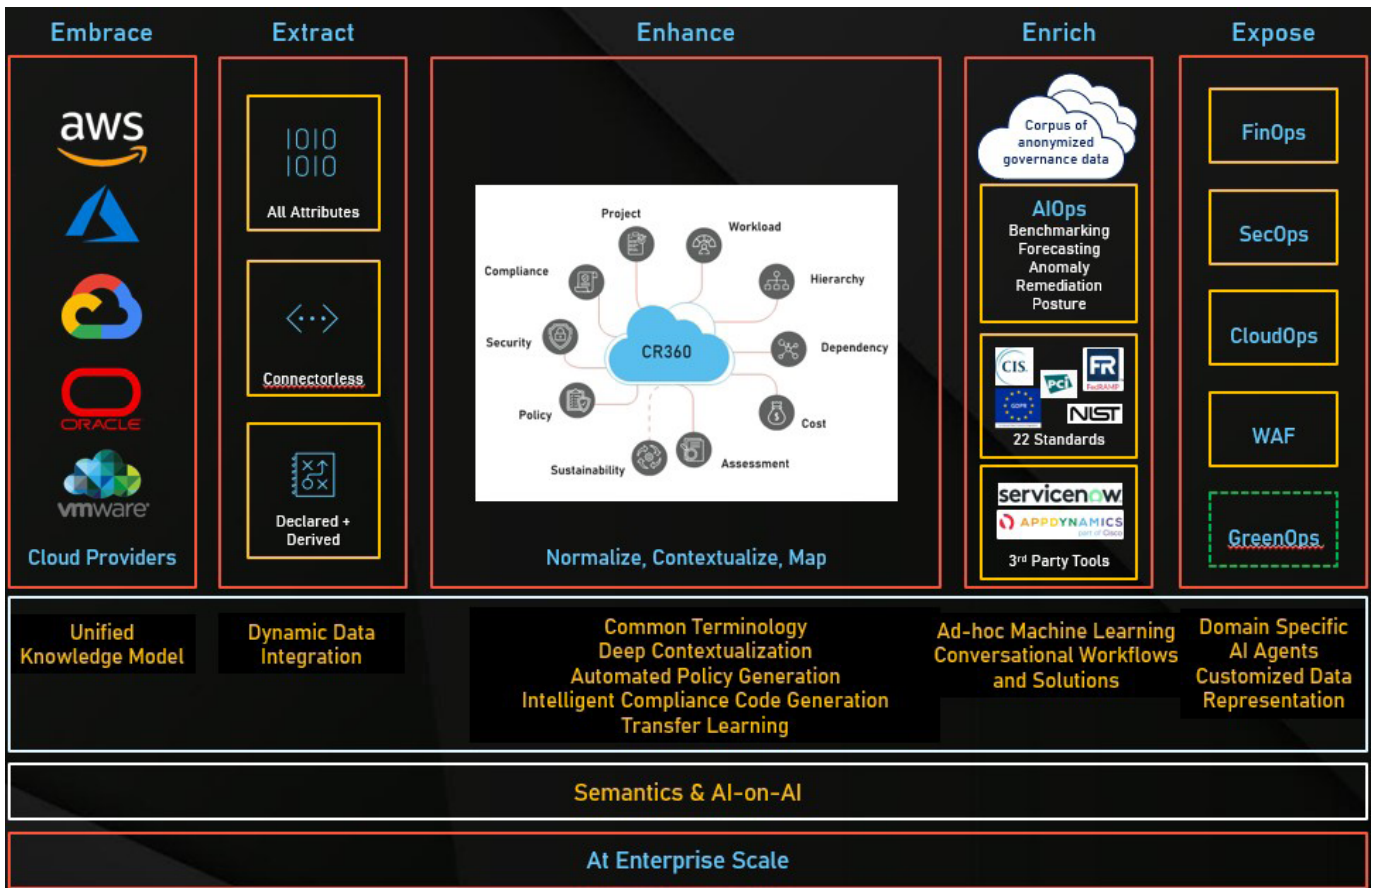 Embrace
Extract
Enhance
Enrich
Expose
aws
ORACLE
vmware
Cloud Providers
1010
1010
All Attributes
Connectorless
Declared +
Derived
Project
Workload
Compliance
Hierarchy
Security
CR360
Dependency
Policy
Cost
Sustainability
Assessment
Normalize, Contextualize, Map
Corpus of
anonymized
governance data
AIOps
Benchmarking
Forecasting
Anomaly
Remediation
Posture
CIS.
PCI
FR
FedRAMP
GDPR
NIST
22 Standards
servicenow.
APPDYNAMICS
part of Cisco
3rd Party Tools
FinOps
SecOps
CloudOps
WAF
GreenOps
Unified
Knowledge Model
Dynamic Data
Integration
Common Terminology
Deep Contextualization
Automated Policy Generation
Intelligent Compliance Code Generation
Transfer Learning
Ad-hoc Machine Learning
Conversational Workflows
and Solutions
Domain Specific
AI Agents
Customized Data
Representation
Semantics & AI-on-AI
At Enterprise Scale